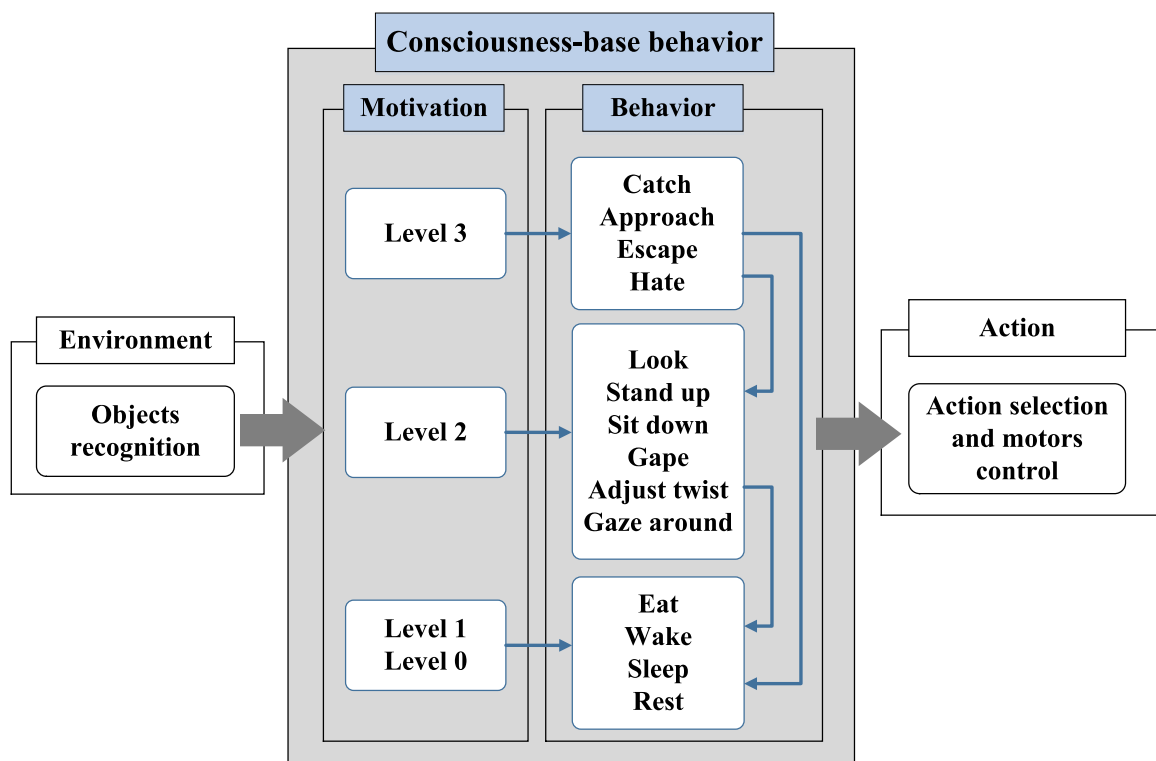 Consciousness-base behavior
Motivation
Behavior
Level 3
Catch
Approach
Escape
Hate
Environment
Objects
recognition
Level 2
Look
Stand up
Sit down
Gape
Adjust twist
Gaze around
Action
Action selection
and motors
control
Level 1
Level 0
Eat
Wake
Sleep
Rest